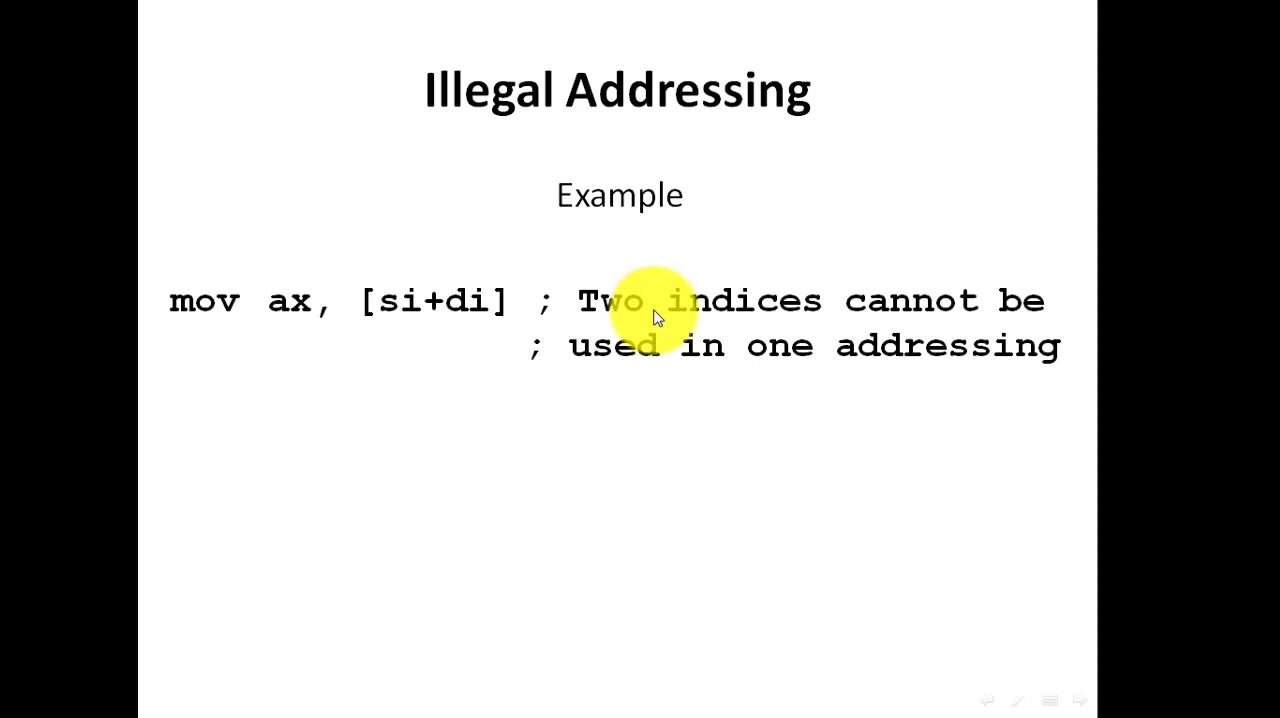 Illegal Addressing
Example
mov ax, [si+di] ; Two indices cannot be
; used in one addressing